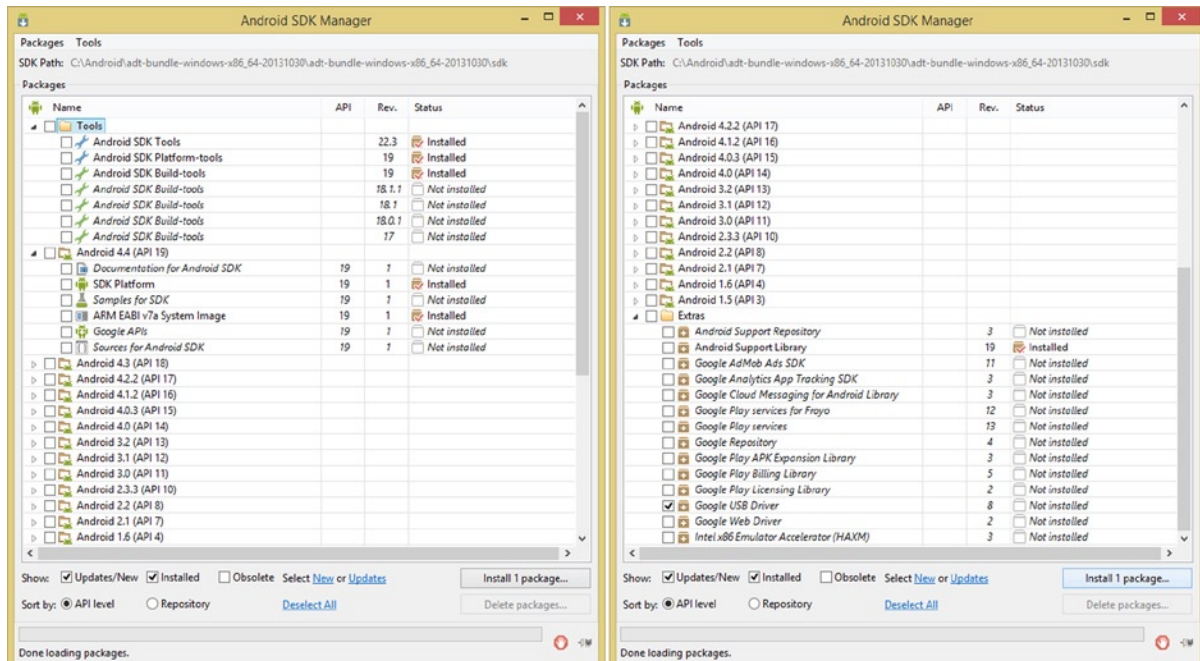 Android SDK Manager
Packages Tools
SDK Path: C:\Android\adt-bundle-windows-x86_64-20131030\adt-bundle-windows-x86_64-20131030\sdk
Packages
Name API Rev. Status
Tools
Android SDK Tools 22.3 Installed
Android SDK Platform-tools 19 Installed
Android SDK Build-tools 19 Installed
Android SDK Build-tools 18.1.1 Not installed
Android SDK Build-tools 18.1 Not installed
Android SDK Build-tools 18.0.1 Not installed
Android SDK Build-tools 17 Not installed
Android 4.4 (API 19)
Documentation for Android SDK 19 1 Not installed
SDK Platform 19 1 Installed
Samples for SDK 19 1 Not installed
ARM EABI v7a System Image 19 1 Installed
Google APIs 19 1 Not installed
Sources for Android SDK 19 1 Not installed
Android 4.3 (API 18)
Android 4.2.2 (API 17)
Android 4.1.2 (API 16)
Android 4.0.3 (API 15)
Android 4.0 (API 14)
Android 3.2 (API 13)
Android 3.1 (API 12)
Android 3.0 (API 11)
Android 2.3.3 (API 10)
Android 2.2 (API 8)
Android 2.1 (API 7)
Android 1.6 (API 4)
Show: Updates/New Installed Obsolete Select New or Updates Install 1 package...
Sort by: API level Repository Deselect All Delete packages...
Done loading packages.
Android SDK Manager
Packages Tools
SDK Path: C:\Android\adt-bundle-windows-x86_64-20131030\adt-bundle-windows-x86_64-20131030\sdk
Packages
Name API Rev. Status
Android 4.2.2 (API 17)
Android 4.1.2 (API 16)
Android 4.0.3 (API 15)
Android 4.0 (API 14)
Android 3.2 (API 13)
Android 3.1 (API 12)
Android 3.0 (API 11)
Android 2.3.3 (API 10)
Android 2.2 (API 8)
Android 2.1 (API 7)
Android 1.6 (API 4)
Android 1.5 (API 3)
Extras
Android Support Repository 3 Not installed
Android Support Library 19 Installed
Google AdMob Ads SDK 11 Not installed
Google Analytics App Tracking SDK 3 Not installed
Google Cloud Messaging for Android Library 3 Not installed
Google Play services for Froyo 12 Not installed
Google Play services 13 Not installed
Google Repository 4 Not installed
Google Play APK Expansion Library 3 Not installed
Google Play Billing Library 5 Not installed
Google Play Licensing Library 2 Not installed
Google USB Driver 8 Not installed
Google Web Driver 2 Not installed
Intel x86 Emulator Accelerator (HAXM) 3 Not installed
Show: Updates/New Installed Obsolete Select New or Updates Install 1 package...
Sort by: API level Repository Deselect All Delete packages...
Done loading packages.